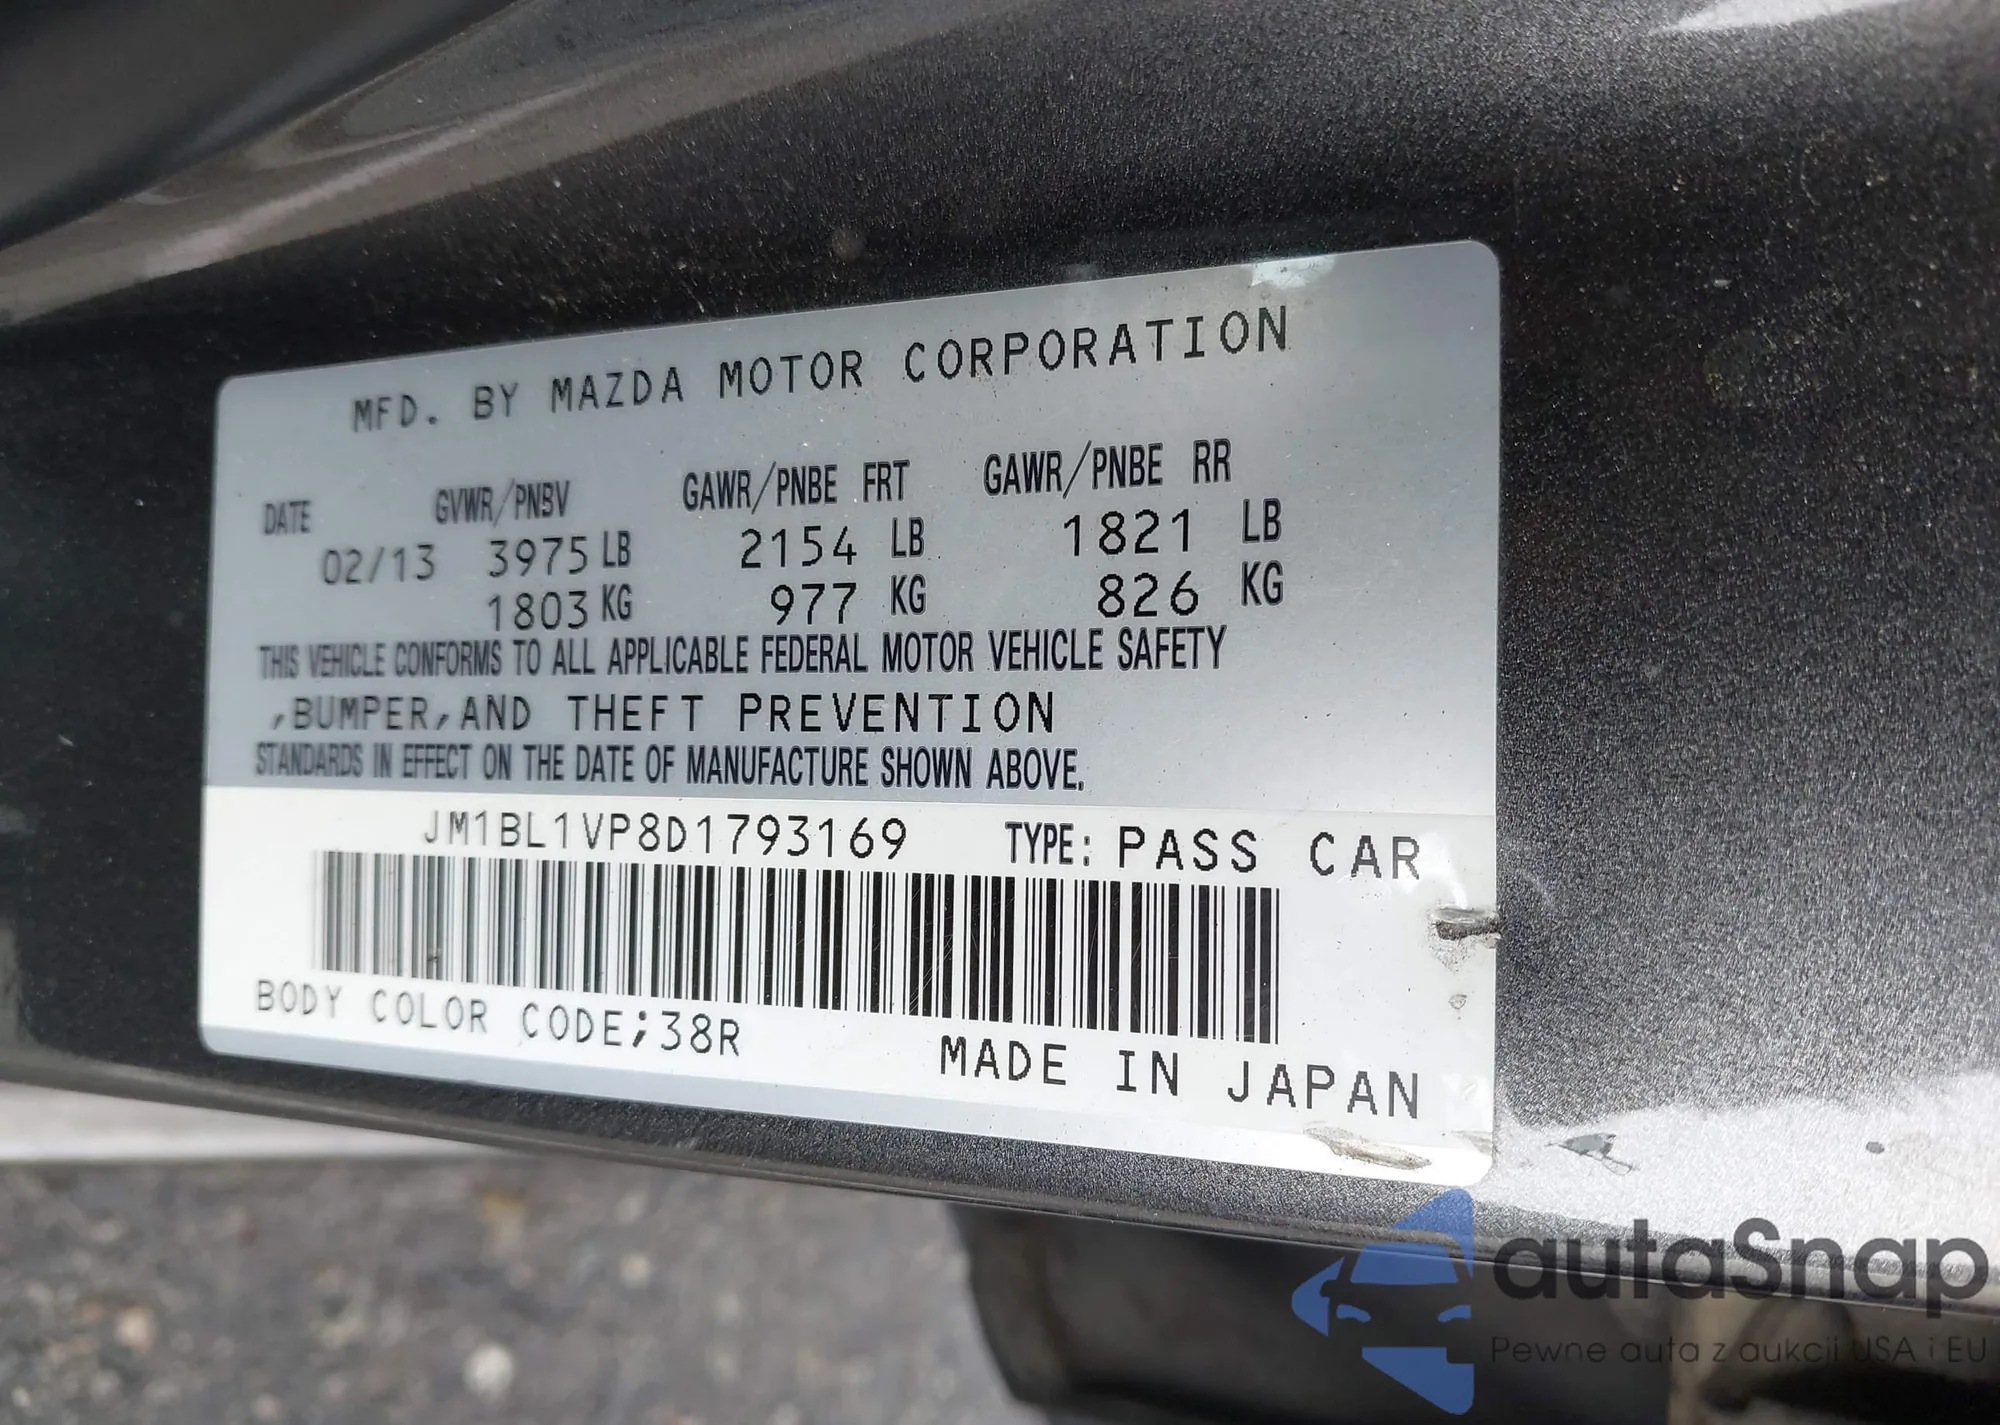 MFD. BY MAZDA MOTOR CORPORATION
DATE GVWR/PNBV GAWR/PNBE FRT GAWR/PNBE RR
02/13 3975 LB 2154 LB 1821 LB
1803 KG 977 KG 826 KG
THIS VEHICLE CONFORMS TO ALL APPLICABLE FEDERAL MOTOR VEHICLE SAFETY
,BUMPER,AND THEFT PREVENTION
STANDARDS IN EFFECT ON THE DATE OF MANUFACTURE SHOWN ABOVE.
JM1BL1VP8D1793169 TYPE: PASS CAR
BODY COLOR CODE;38R
MADE IN JAPAN
autaSnap
Pewne auta z aukcji USA i EU